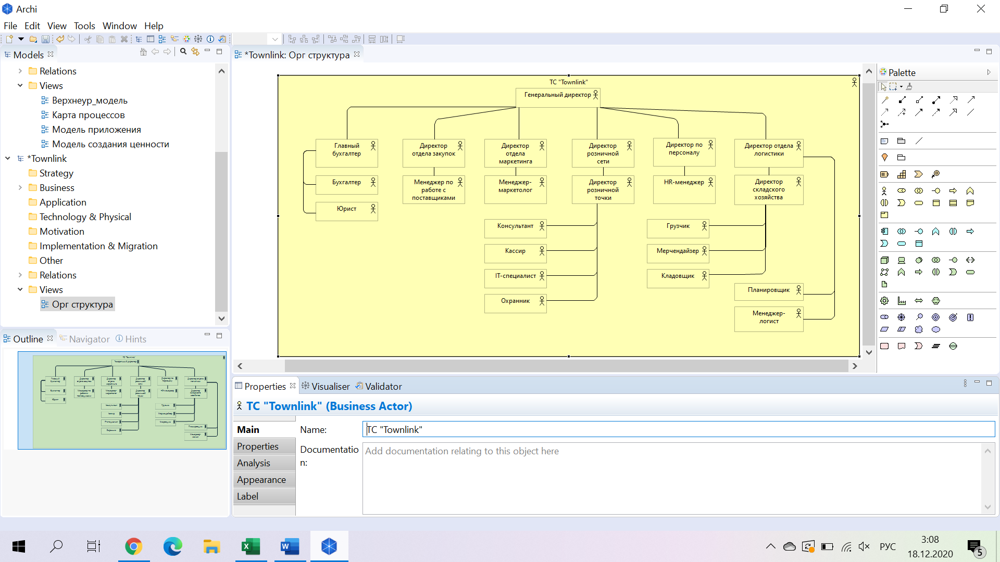 Archi
File Edit View Tools Window Help
Models
*Townlink: Орг структура
Relations
Views
Верхнеур_модель
Карта процессов
Модель приложения
Модель создания ценности
*Townlink
Strategy
Business
Application
Technology & Physical
Motivation
Implementation & Migration
Other
Relations
Views
Орг структура
ТС "Townlink"
Генеральный директор
Главный
бухгалтер
Директор
отдела закупок
Директор
отдела
маркетинга
Директор
розничной
сети
Директор по
персоналу
Директор отдела
логистики
Бухгалтер
Менеджер по
работе с
поставщиками
Менеджер-
маркетолог
Директор
розничной
точки
HR-менеджер
Директор
складского
хозяйства
Юрист
Консультант
Кассир
IT-специалист
Охранник
Грузчик
Мерчендайзер
Кладовщик
Планировщик
Менеджер-
логист
Palette
Outline Navigator Hints
Properties Visualiser Validator
ТС "Townlink" (Business Actor)
Main
Properties
Analysis
Appearance
Label
Name:
ТС "Townlink"
Documentatio
n:
Add documentation relating to this object here
РУС
3:08
18.12.2020
5